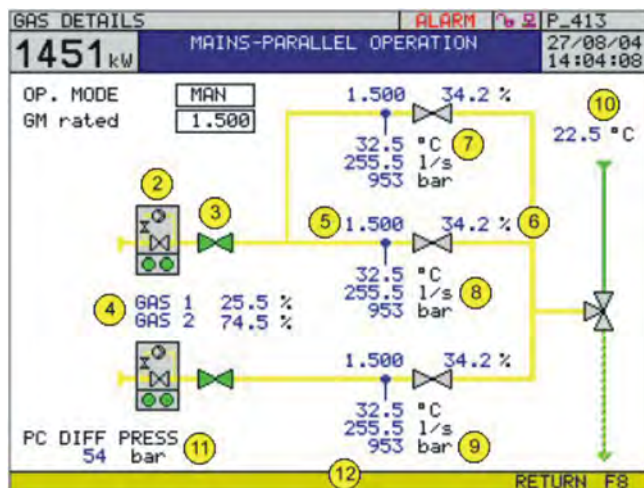 GAS DETAILS ALARM P_413
1451 kW MAINS-PARALLEL OPERATION 27/08/04
14:04:08
OP. MODE MAN 1.500 34.2 % 10
GM rated 1.500 22.5 °C
32.5 °C 7
255.5 l/s
953 bar
2
3 5 1.500 34.2 % 6
32.5 °C
255.5 l/s 8
953 bar
4 GAS 1 25.5 %
GAS 2 74.5 %
1.500 34.2 %
32.5 °C
255.5 l/s
953 bar 9
PC DIFF PRESS 11
54 bar
12 RETURN F8